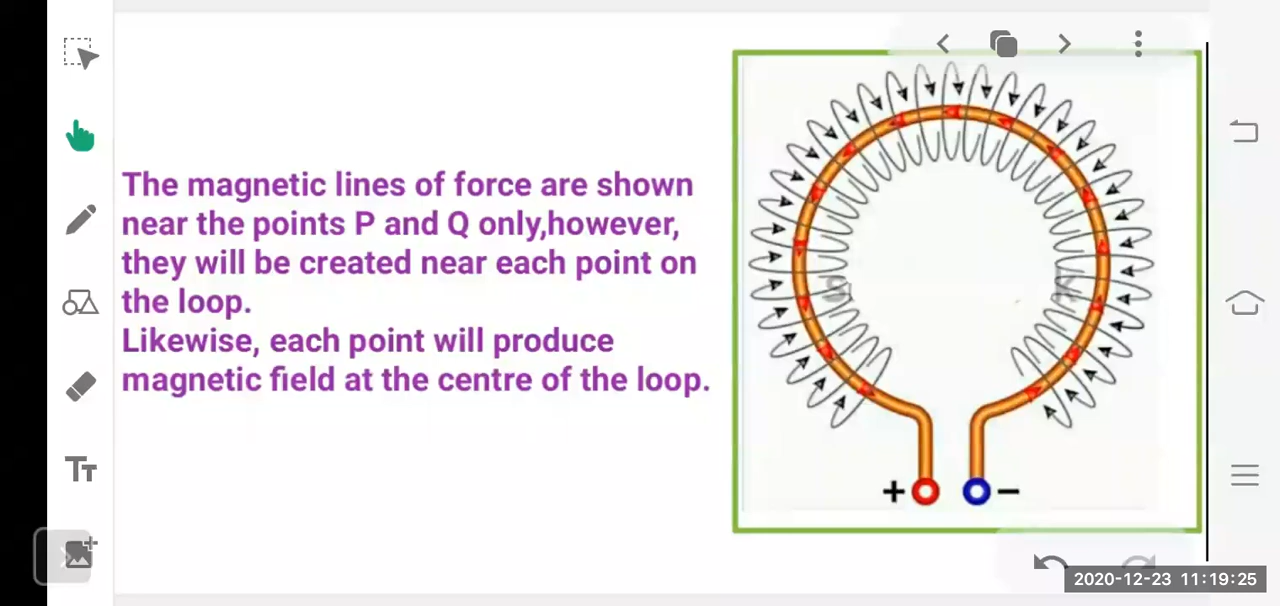 The magnetic lines of force are shown
near the points P and Q only,however,
they will be created near each point on
the loop.
Likewise, each point will produce
magnetic field at the centre of the loop.
S K
+ −
TT
2020-12-23 11:19:25